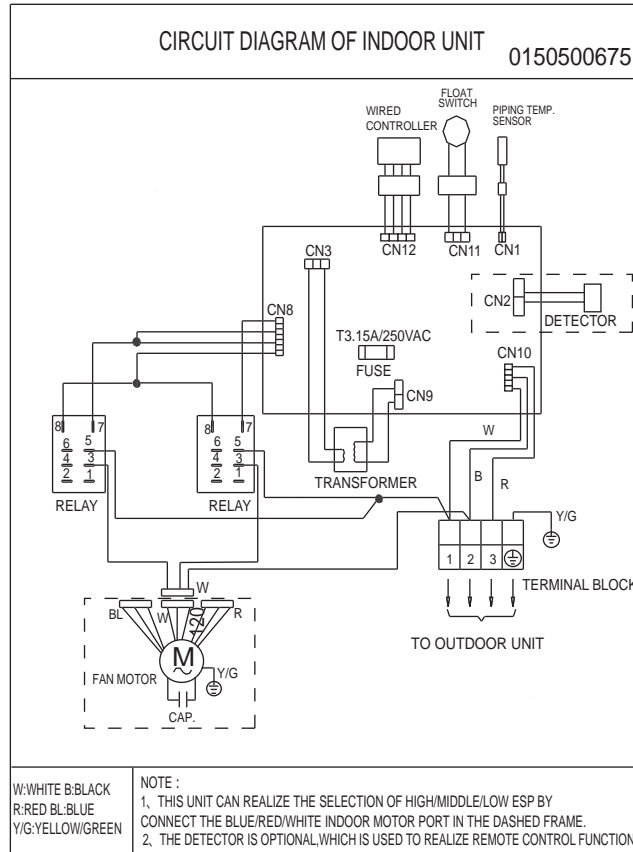 CIRCUIT DIAGRAM OF INDOOR UNIT
0150500675
WIRED
CONTROLLER
FLOAT
SWITCH
PIPING TEMP.
SENSOR
CN3
CN12
CN11
CN1
CN2
DETECTOR
CN8
T3.15A/250VAC
FUSE
CN10
CN9
TRANSFORMER
W
B
R
Y/G
8 7
6 5
4 3
2 1
RELAY
8 7
6 5
4 3
2 1
RELAY
1 2 3
TERMINAL BLOCK
TO OUTDOOR UNIT
W
BL
W
120
R
M
Y/G
FAN MOTOR
CAP.
W:WHITE B:BLACK
R:RED BL:BLUE
Y/G:YELLOW/GREEN
NOTE :
1、THIS UNIT CAN REALIZE THE SELECTION OF HIGH/MIDDLE/LOW ESP BY
CONNECT THE BLUE/RED/WHITE INDOOR MOTOR PORT IN THE DASHED FRAME.
2、THE DETECTOR IS OPTIONAL,WHICH IS USED TO REALIZE REMOTE CONTROL FUNCTION